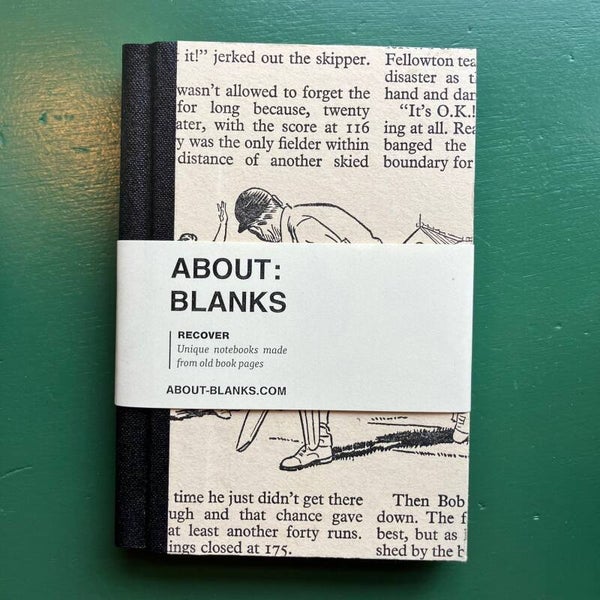 it!" jerked out the skipper.
wasn't allowed to forget the
for long because, twenty
ater, with the score at 116
y was the only fielder within
distance of another skied
Fellowton tea
disaster as t
hand and dar
"It's O.K.!
ing at all. Rea
banged the
boundary for
ABOUT:
BLANKS
RECOVER
Unique notebooks made
from old book pages
ABOUT-BLANKS.COM
time he just didn't get there
ugh and that chance gave
at least another forty runs.
ings closed at 175.
Then Bob
down. The f
best, but as
shed by the b